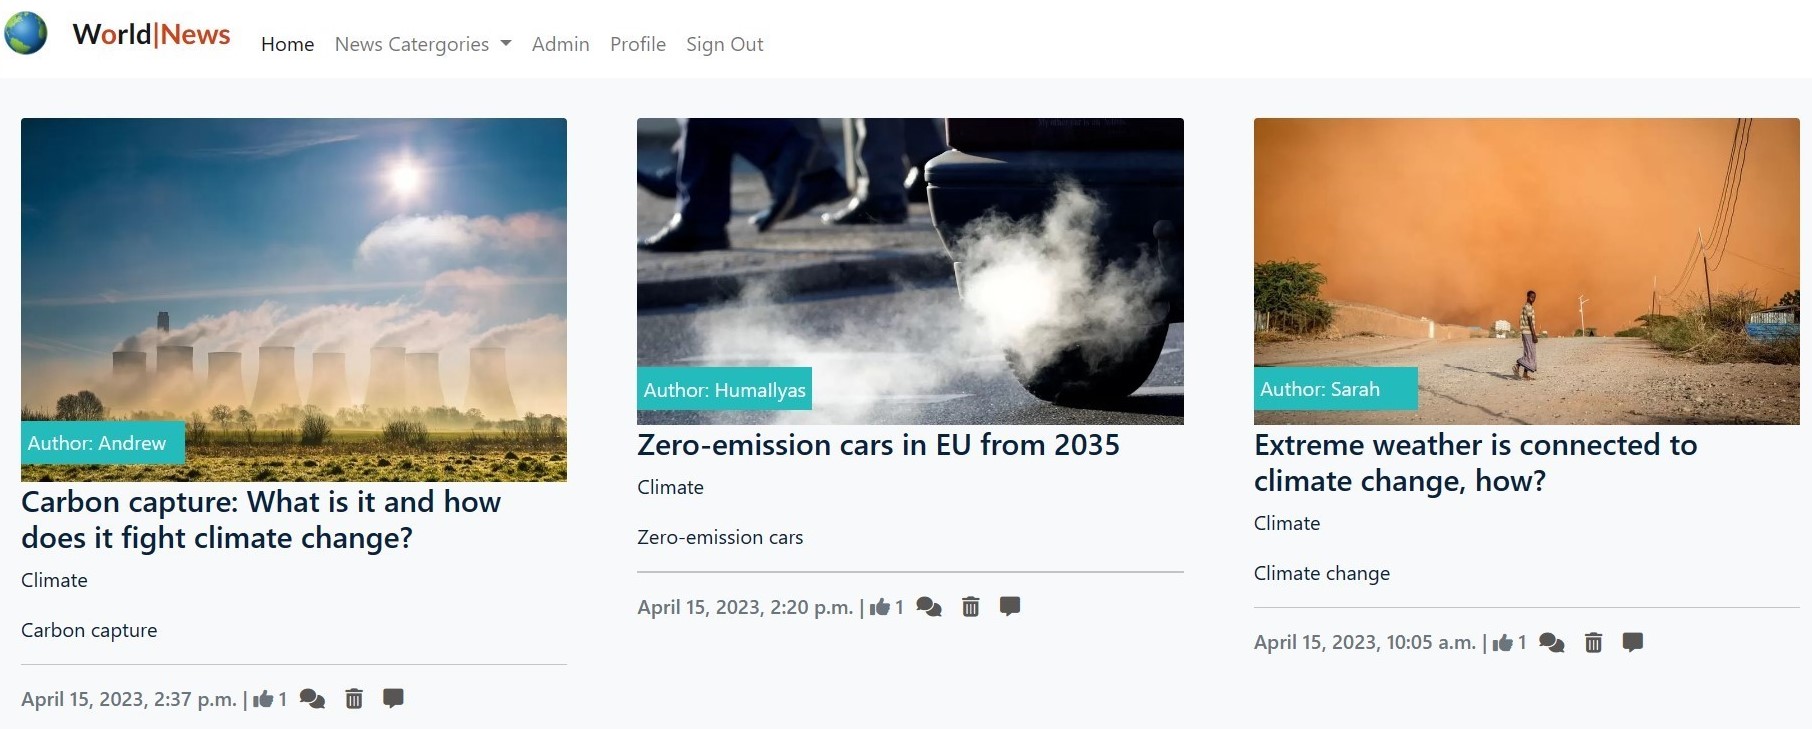 World|News Home News Catergories Admin Profile Sign Out
Author: Andrew
Carbon capture: What is it and how
does it fight climate change?
Climate
Carbon capture
April 15, 2023, 2:37 p.m. | 1
Author: HumaIlyas
Zero-emission cars in EU from 2035
Climate
Zero-emission cars
April 15, 2023, 2:20 p.m. | 1
Author: Sarah
Extreme weather is connected to
climate change, how?
Climate
Climate change
April 15, 2023, 10:05 a.m. | 1